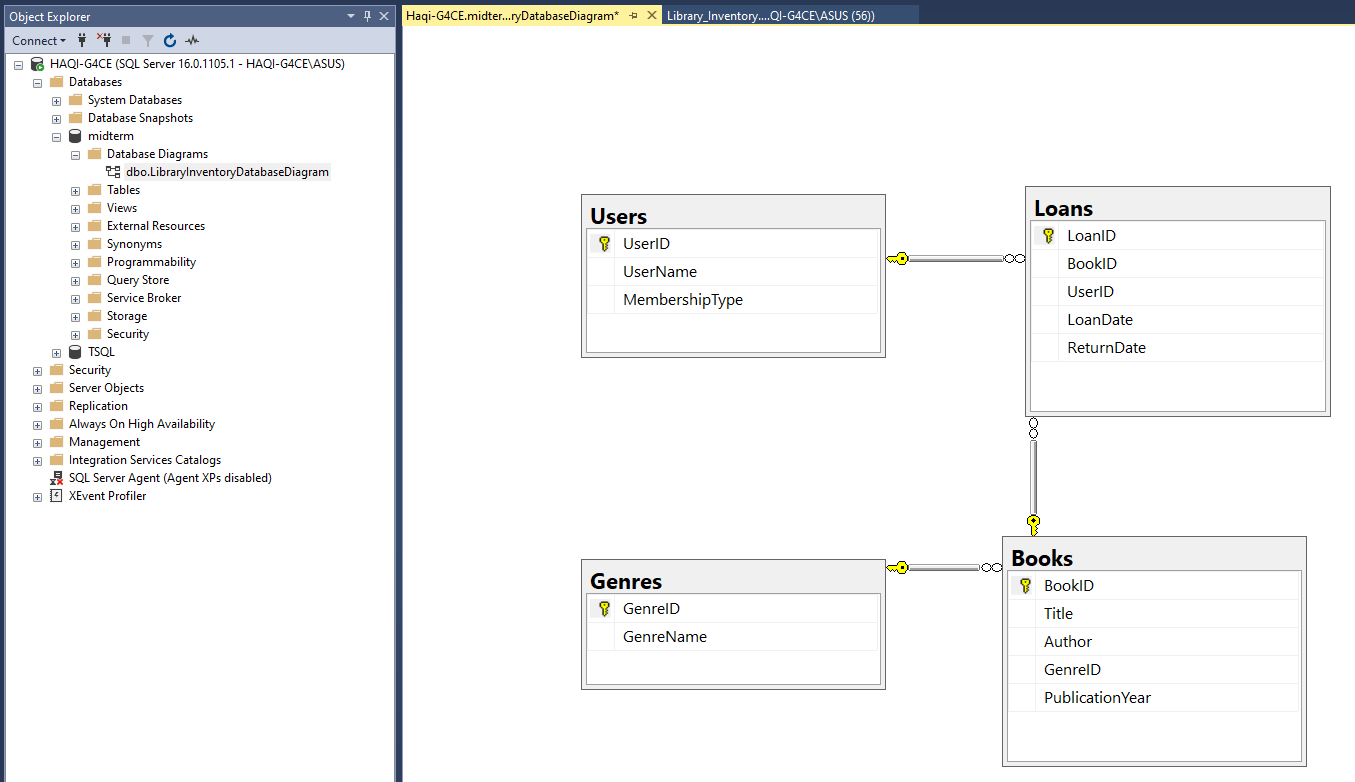 Object Explorer
Connect
HAQI-G4CE (SQL Server 16.0.1105.1 - HAQI-G4CE\ASUS)
Databases
System Databases
Database Snapshots
midterm
Database Diagrams
dbo.LibraryInventoryDatabaseDiagram
Tables
Views
External Resources
Synonyms
Programmability
Query Store
Service Broker
Storage
Security
TSQL
Security
Server Objects
Replication
Always On High Availability
Management
Integration Services Catalogs
SQL Server Agent (Agent XPs disabled)
XEvent Profiler
Haqi-G4CE.midter...ryDatabaseDiagram*
Library_Inventory....QI-G4CE\ASUS (56))
Users
UserID
UserName
MembershipType
Loans
LoanID
BookID
UserID
LoanDate
ReturnDate
Genres
GenreID
GenreName
Books
BookID
Title
Author
GenreID
PublicationYear